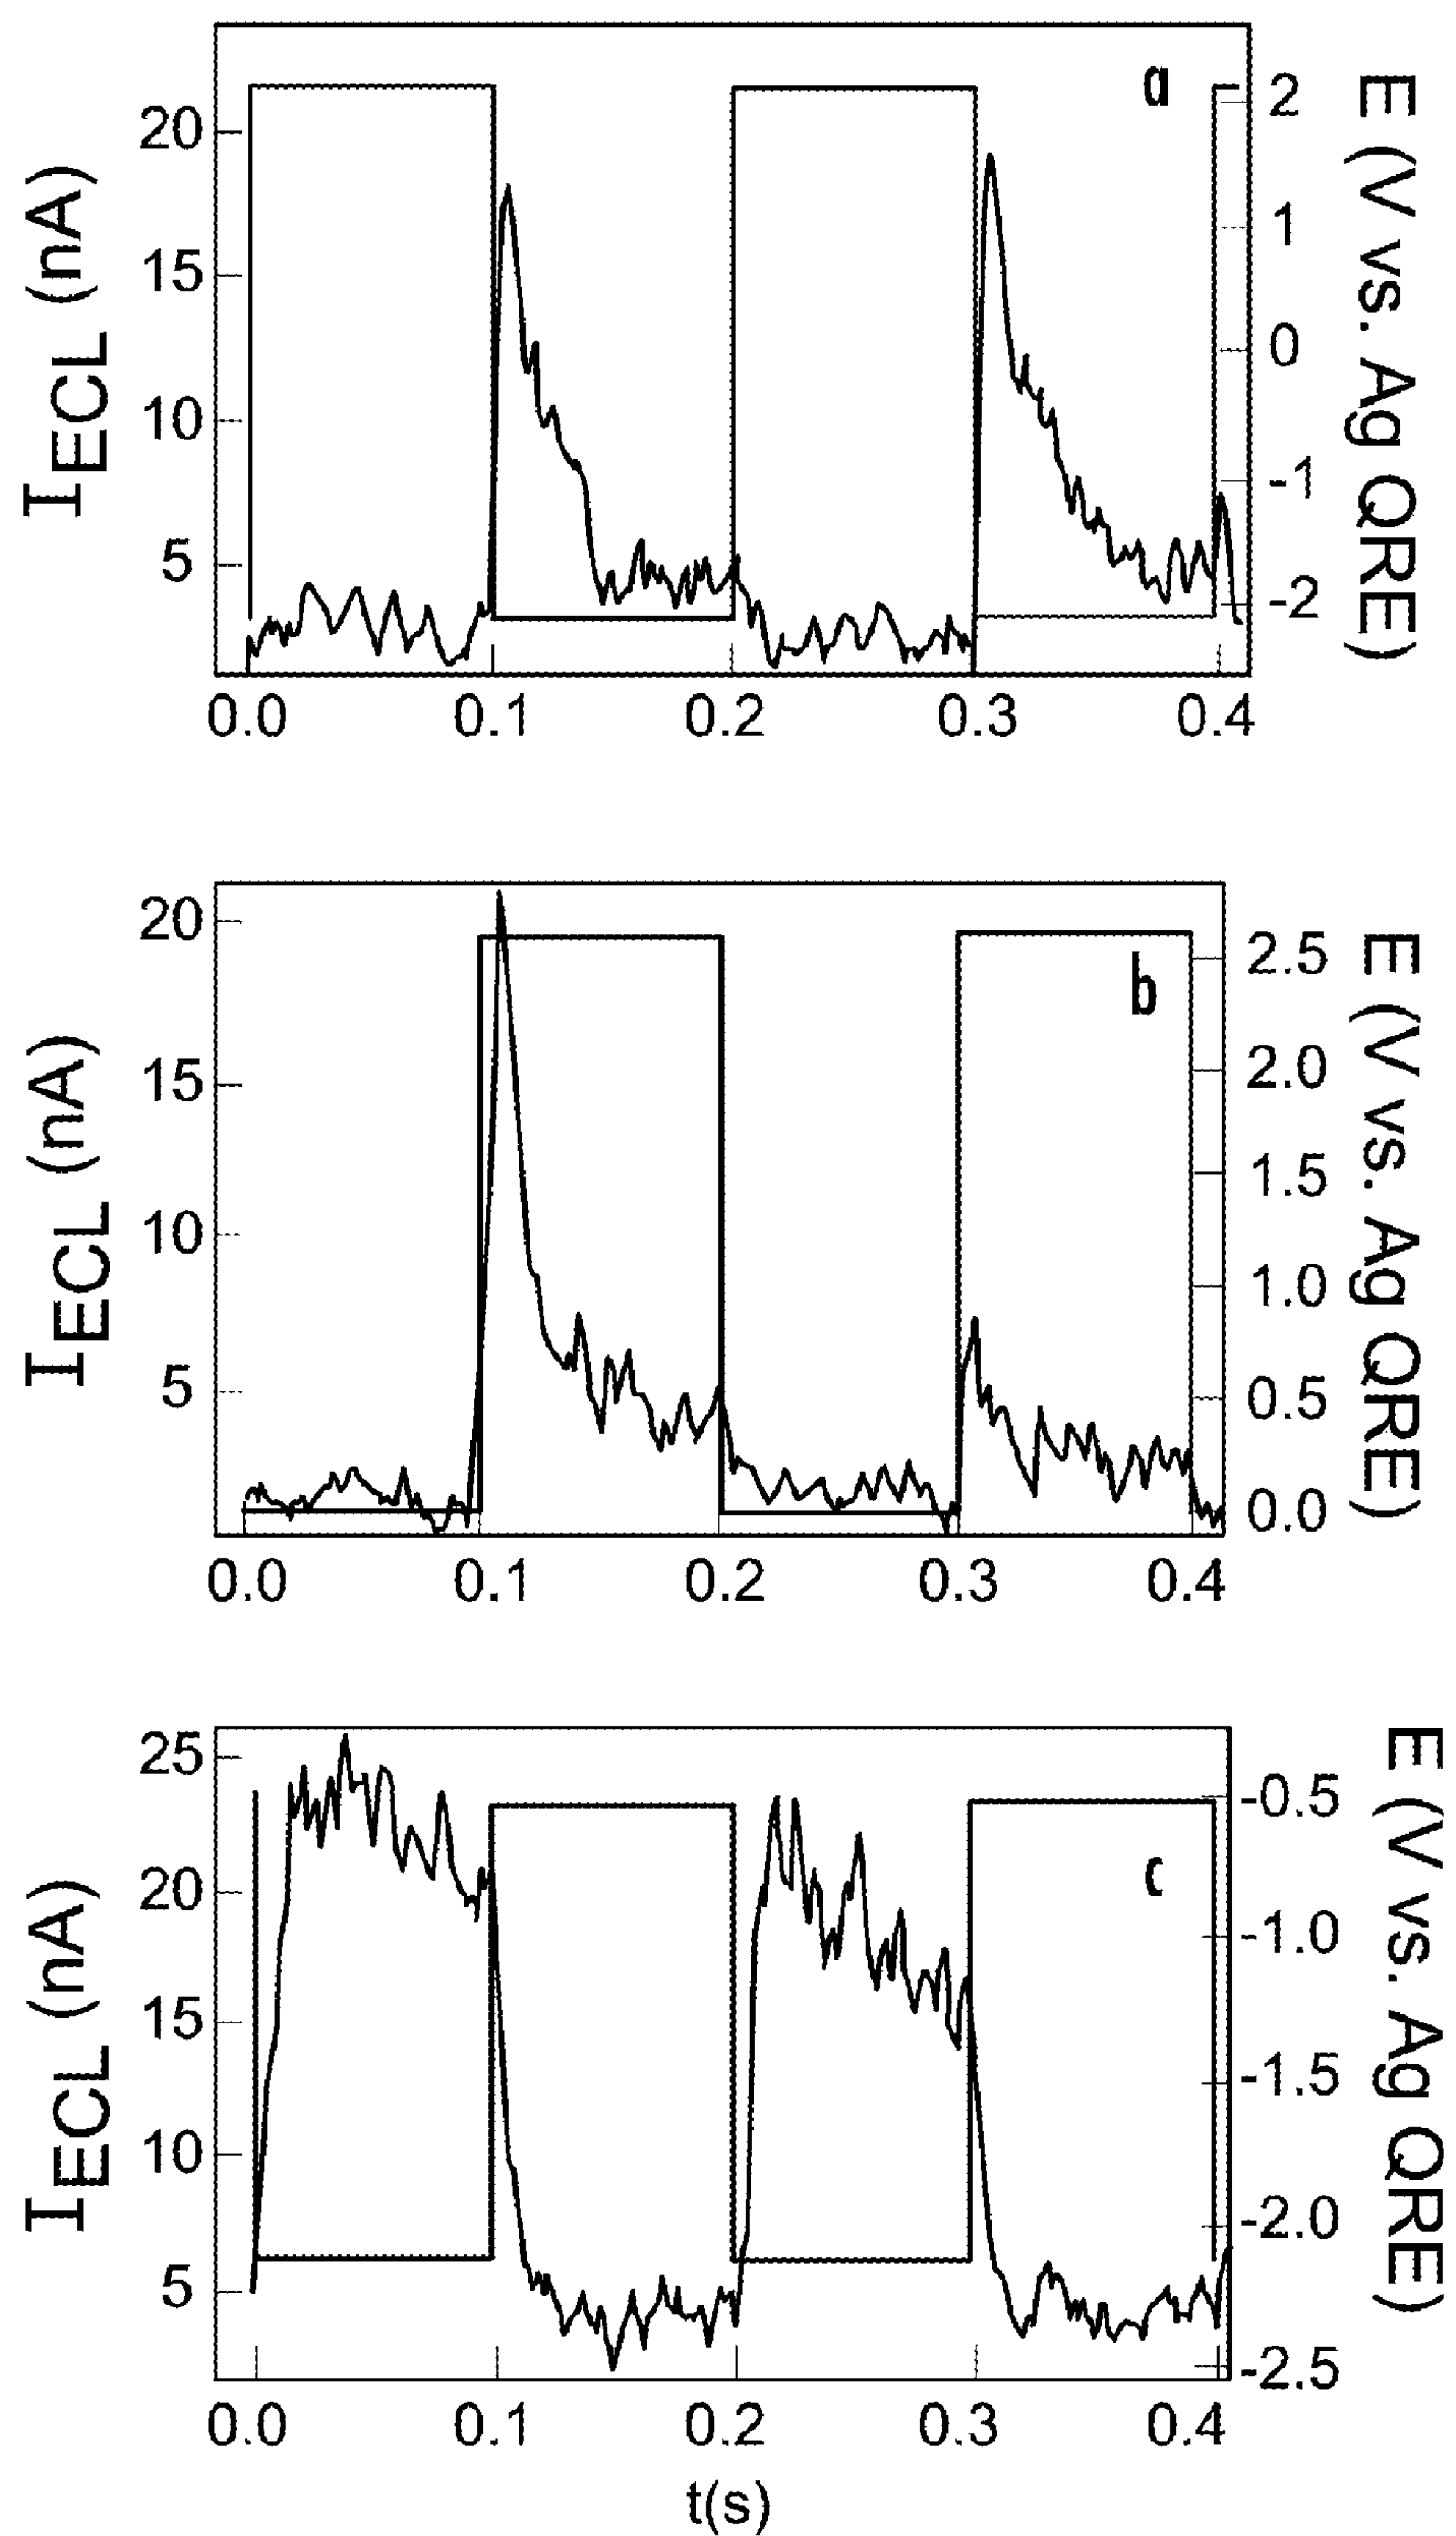 a
I_ECL (nA)
20
15
10
5
E (V vs. Ag QRE)
2
1
0
-1
-2
0.0 0.1 0.2 0.3 0.4
b
I_ECL (nA)
20
15
10
5
E (V vs. Ag QRE)
2.5
2.0
1.5
1.0
0.5
0.0
0.0 0.1 0.2 0.3 0.4
c
I_ECL (nA)
25
20
15
10
5
E (V vs. Ag QRE)
-0.5
-1.0
-1.5
-2.0
-2.5
0.0 0.1 0.2 0.3 0.4
t(s)